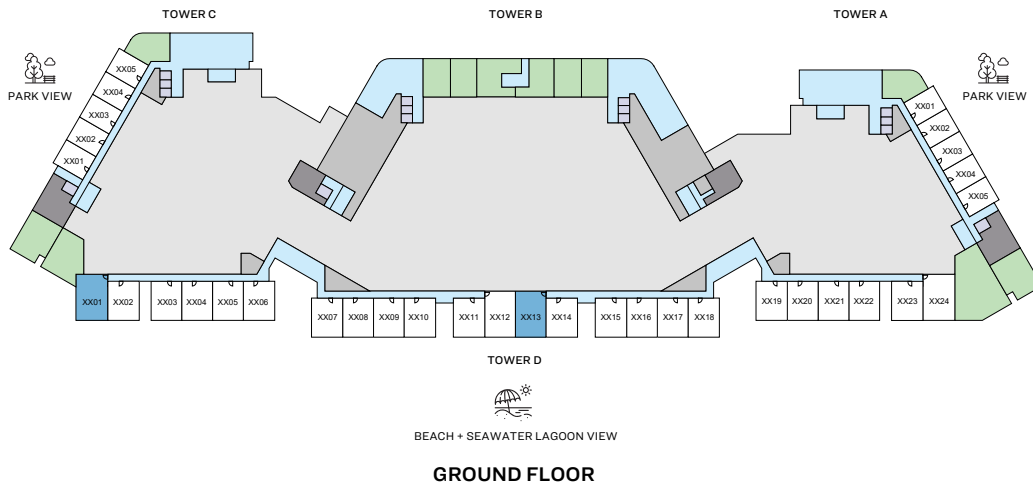 TOWER C
TOWER B
TOWER A
PARK VIEW
PARK VIEW
XX05
XX04
XX03
XX02
XX01
XX01
XX02
XX03
XX04
XX05
XX01
XX02
XX03
XX04
XX05
XX06
XX07
XX08
XX09
XX10
XX11
XX12
XX13
XX14
XX15
XX16
XX17
XX18
XX19
XX20
XX21
XX22
XX23
XX24
TOWER D
BEACH + SEAWATER LAGOON VIEW
GROUND FLOOR